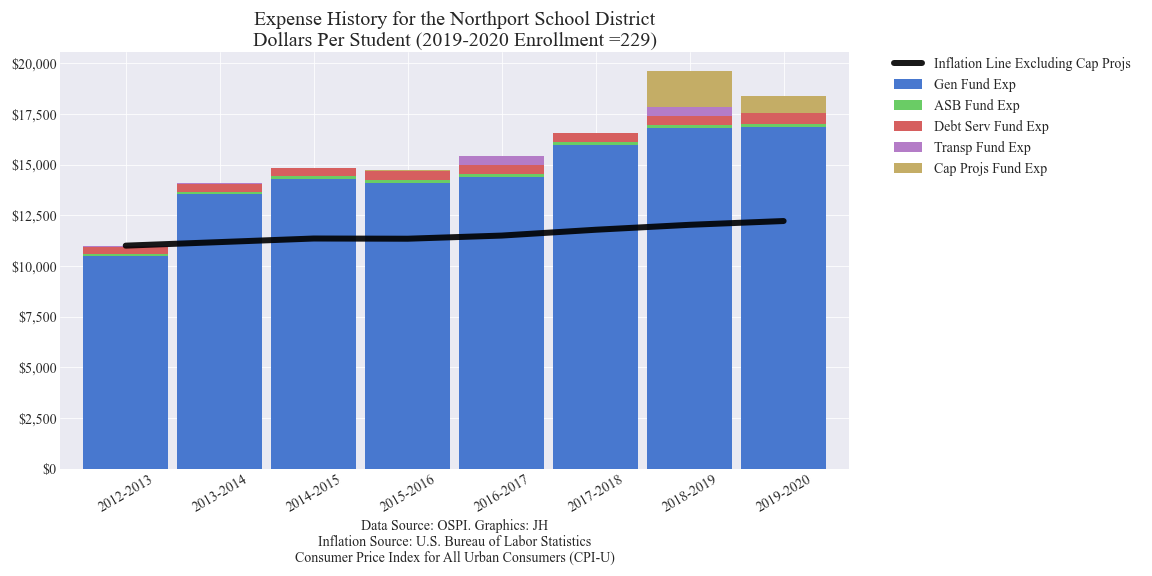 Expense History for the Northport School District
Dollars Per Student (2019-2020 Enrollment =229)
$20,000
$17,500
$15,000
$12,500
$10,000
$7,500
$5,000
$2,500
$0
2012-2013
2013-2014
2014-2015
2015-2016
2016-2017
2017-2018
2018-2019
2019-2020
Inflation Line Excluding Cap Projs
Gen Fund Exp
ASB Fund Exp
Debt Serv Fund Exp
Transp Fund Exp
Cap Projs Fund Exp
Data Source: OSPI. Graphics: JH
Inflation Source: U.S. Bureau of Labor Statistics
Consumer Price Index for All Urban Consumers (CPI-U)